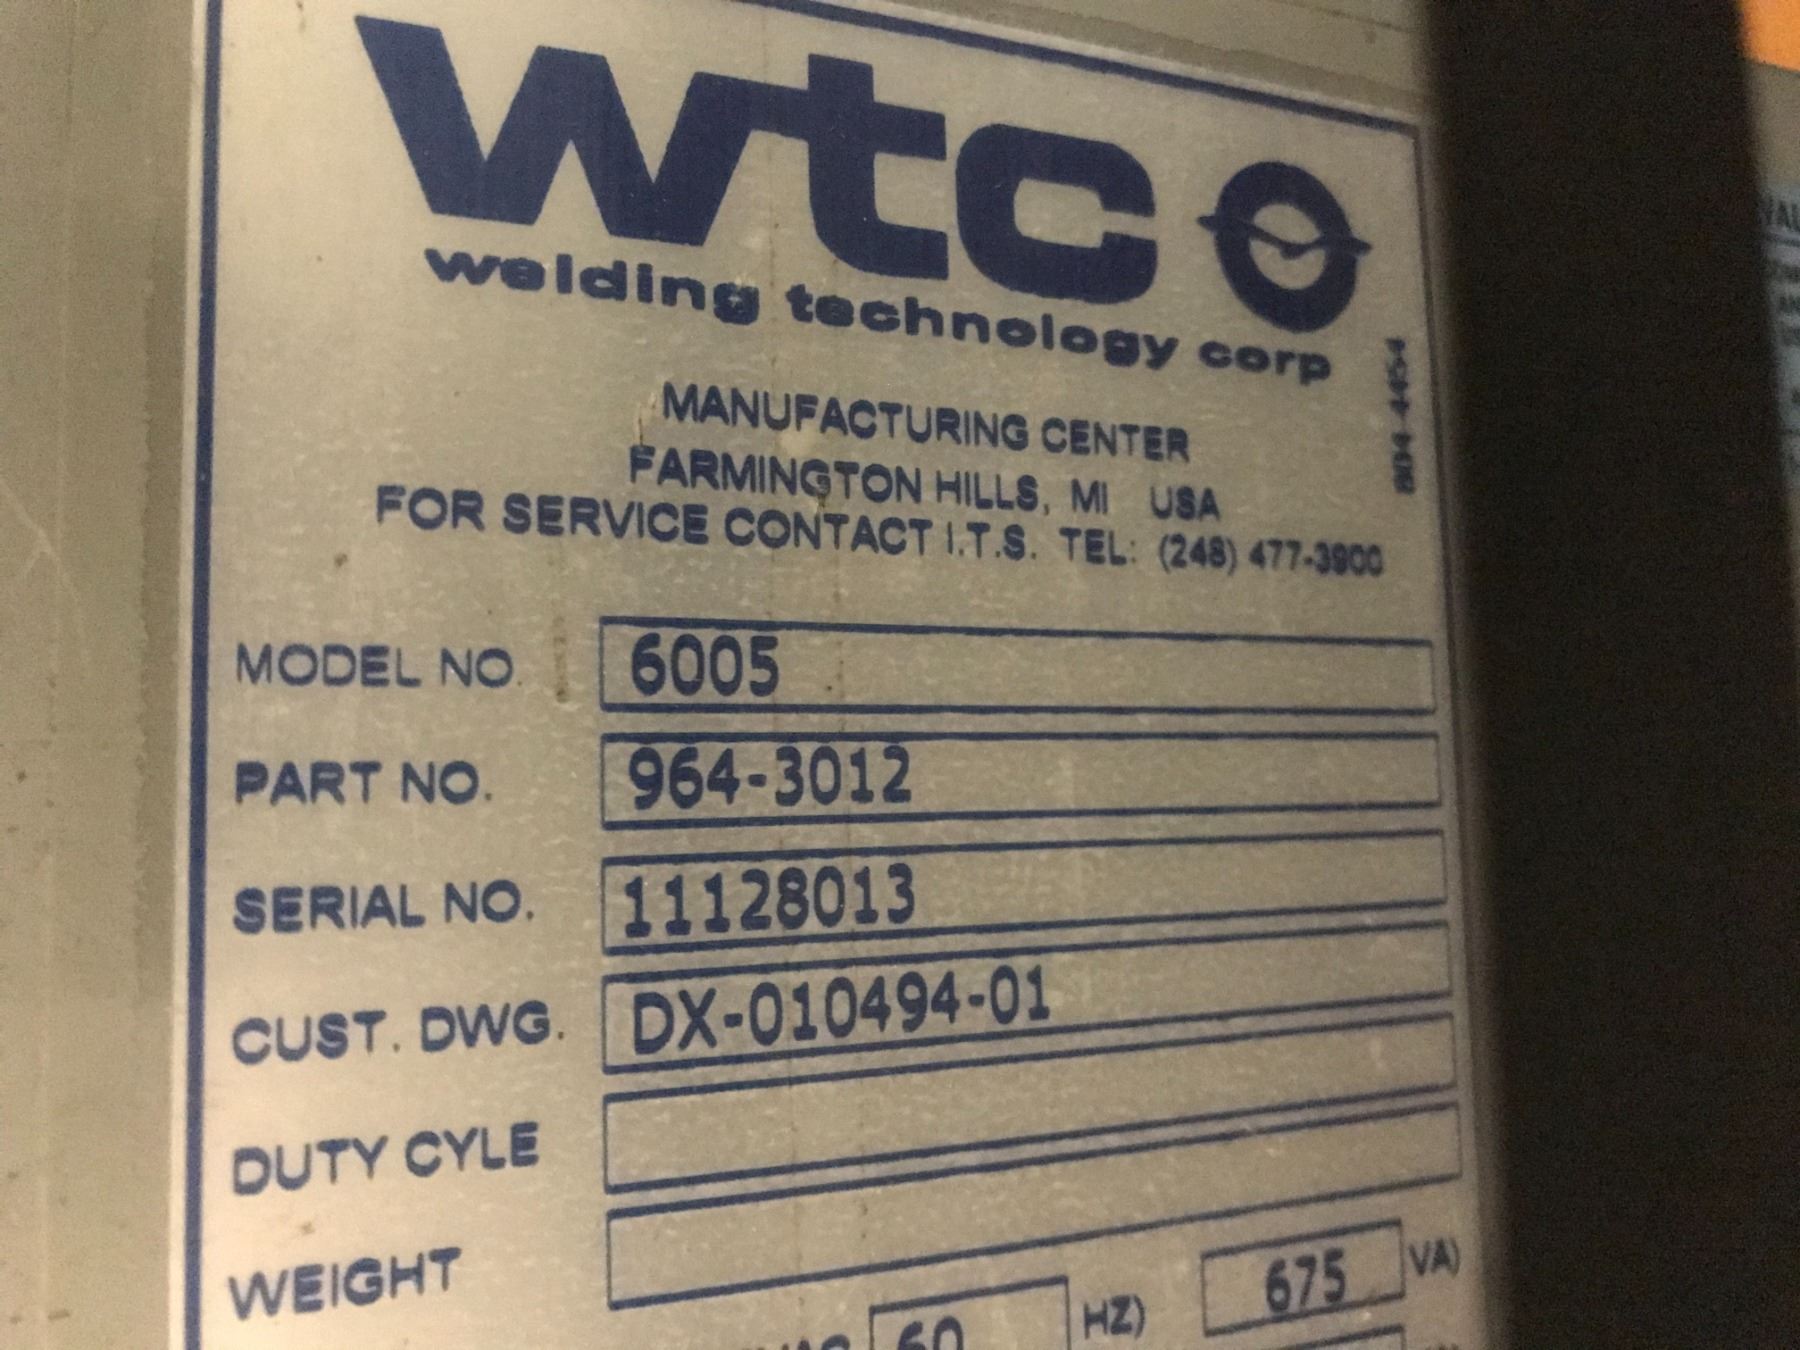 wtc
welding technology corp
804-4454
MANUFACTURING CENTER
FARMINGTON HILLS, MI USA
FOR SERVICE CONTACT I.T.S. TEL: (248) 477-3900
MODEL NO. 6005
PART NO. 964-3012
SERIAL NO. 11128013
CUST. DWG. DX-010494-01
DUTY CYLE
WEIGHT
60 HZ) 675 VA)